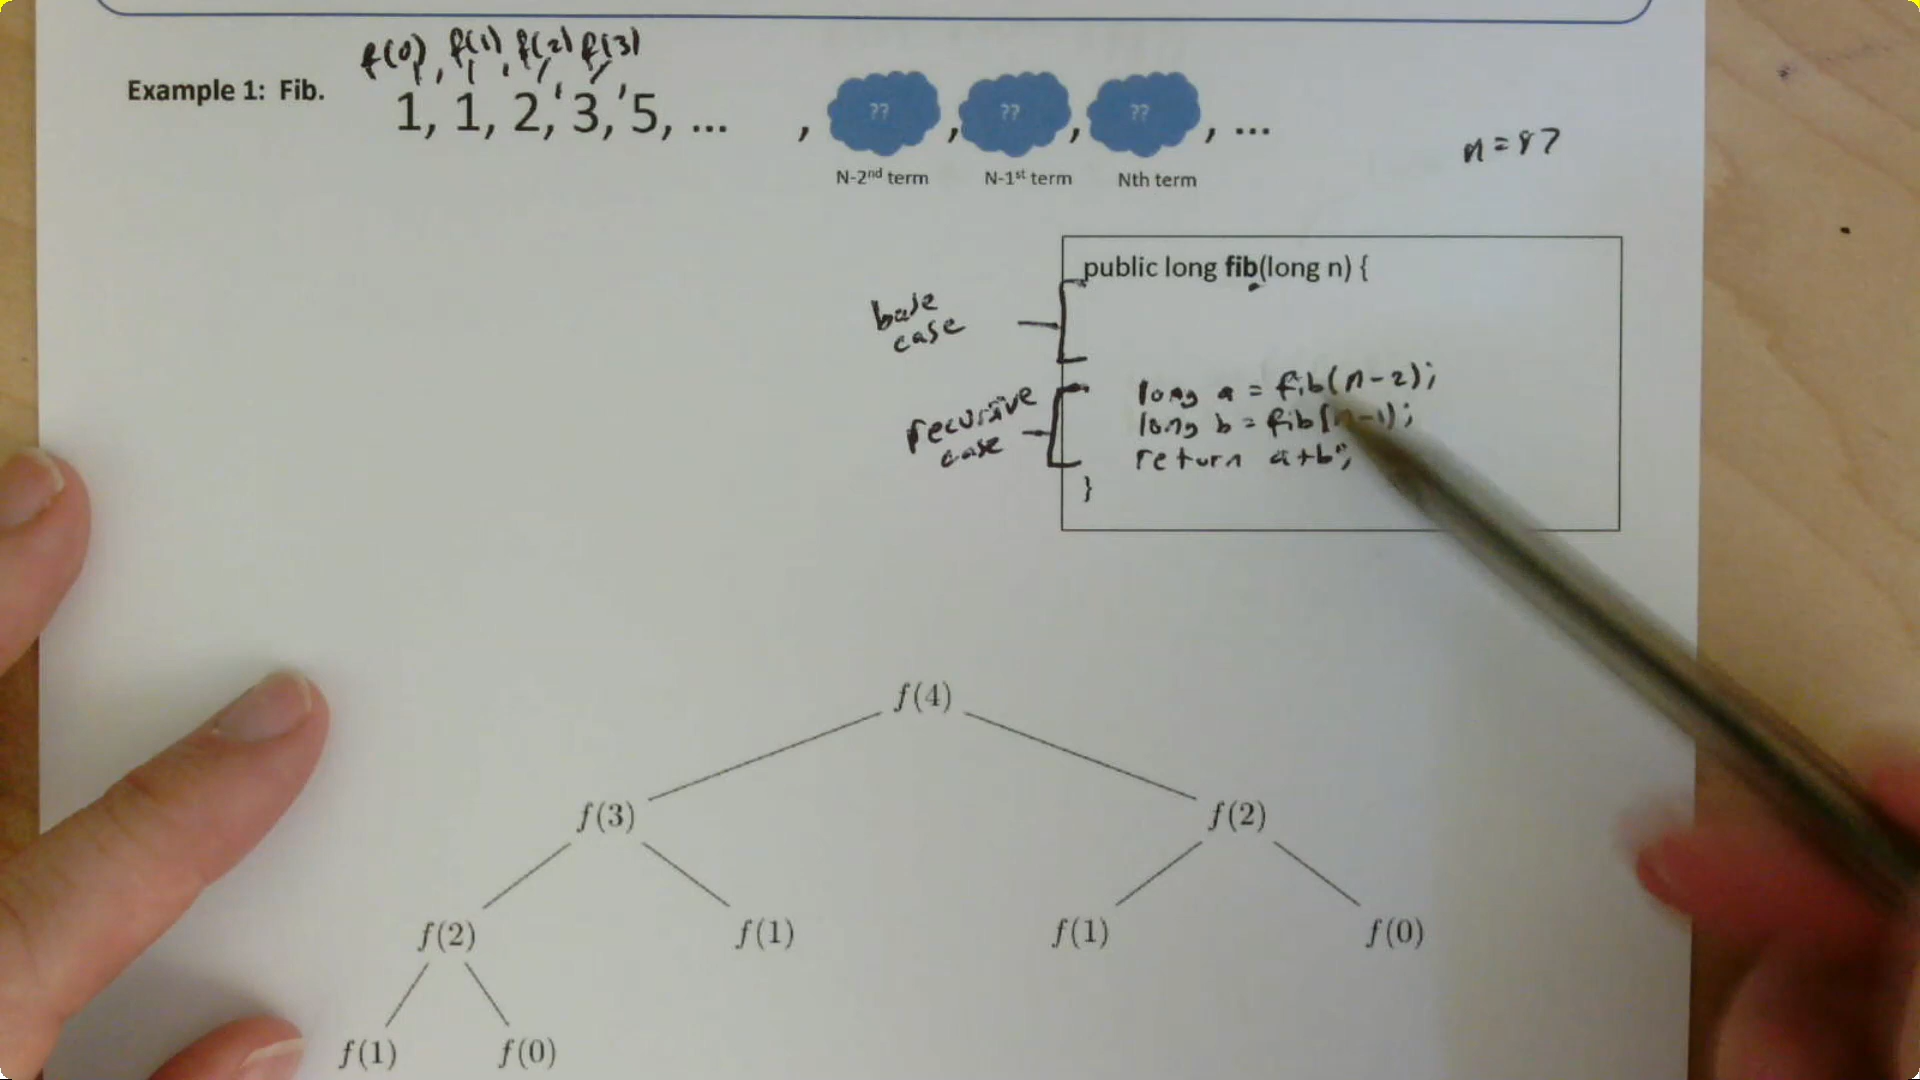 f(0), f(1), f(2), f(3)
Example 1: Fib.
1, 1, 2, 3, 5, ... , ??, ??, ??, ...
N-2nd term N-1st term Nth term
n=87
public long fib(long n) {
base
case
long a = fib(n-2);
long b = fib(n-1);
return a+b;
}
recursive
case
f(4)
f(3) f(2)
f(2) f(1) f(1) f(0)
f(1) f(0)